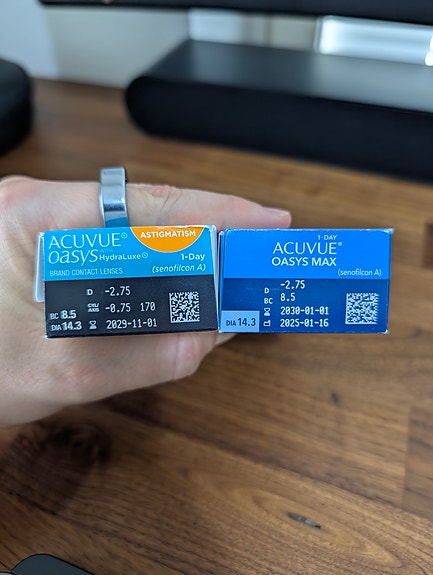 ACUVUE®
OASYS HydraLuxe®
ASTIGMATISM
1-Day
(senofilcon A)
BRAND CONTACT LENSES
D -2.75
CYL/AXIS -0.75 170
BC 8.5
DIA 14.3 2029-11-01
1-DAY
ACUVUE®
OASYS MAX
(senofilcon A)
D -2.75
BC 8.5
2030-01-01
DIA 14.3 2025-01-16